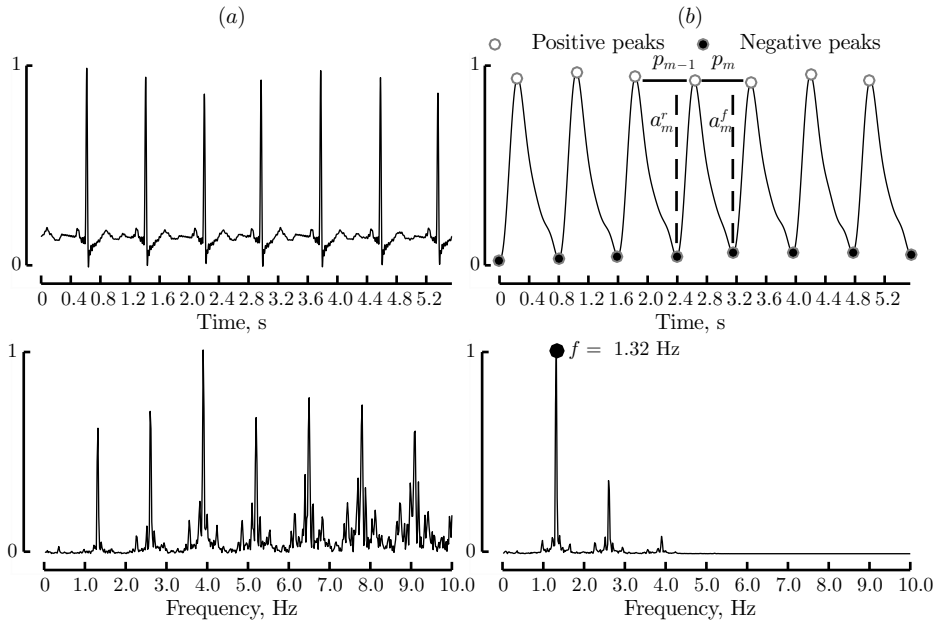 (a)
(b)
Positive peaks Negative peaks
p_{m−1} p_m
a_m^r a_m^f
1
0
0 0.4 0.8 1.2 1.6 2.0 2.4 2.8 3.2 3.6 4.0 4.4 4.8 5.2
Time, s
1
0
0 0.4 0.8 1.2 1.6 2.0 2.4 2.8 3.2 3.6 4.0 4.4 4.8 5.2
Time, s
1
0
0 1.0 2.0 3.0 4.0 5.0 6.0 7.0 8.0 9.0 10.0
Frequency, Hz
f = 1.32 Hz
1
0
0 1.0 2.0 3.0 4.0 5.0 6.0 7.0 8.0 9.0 10.0
Frequency, Hz